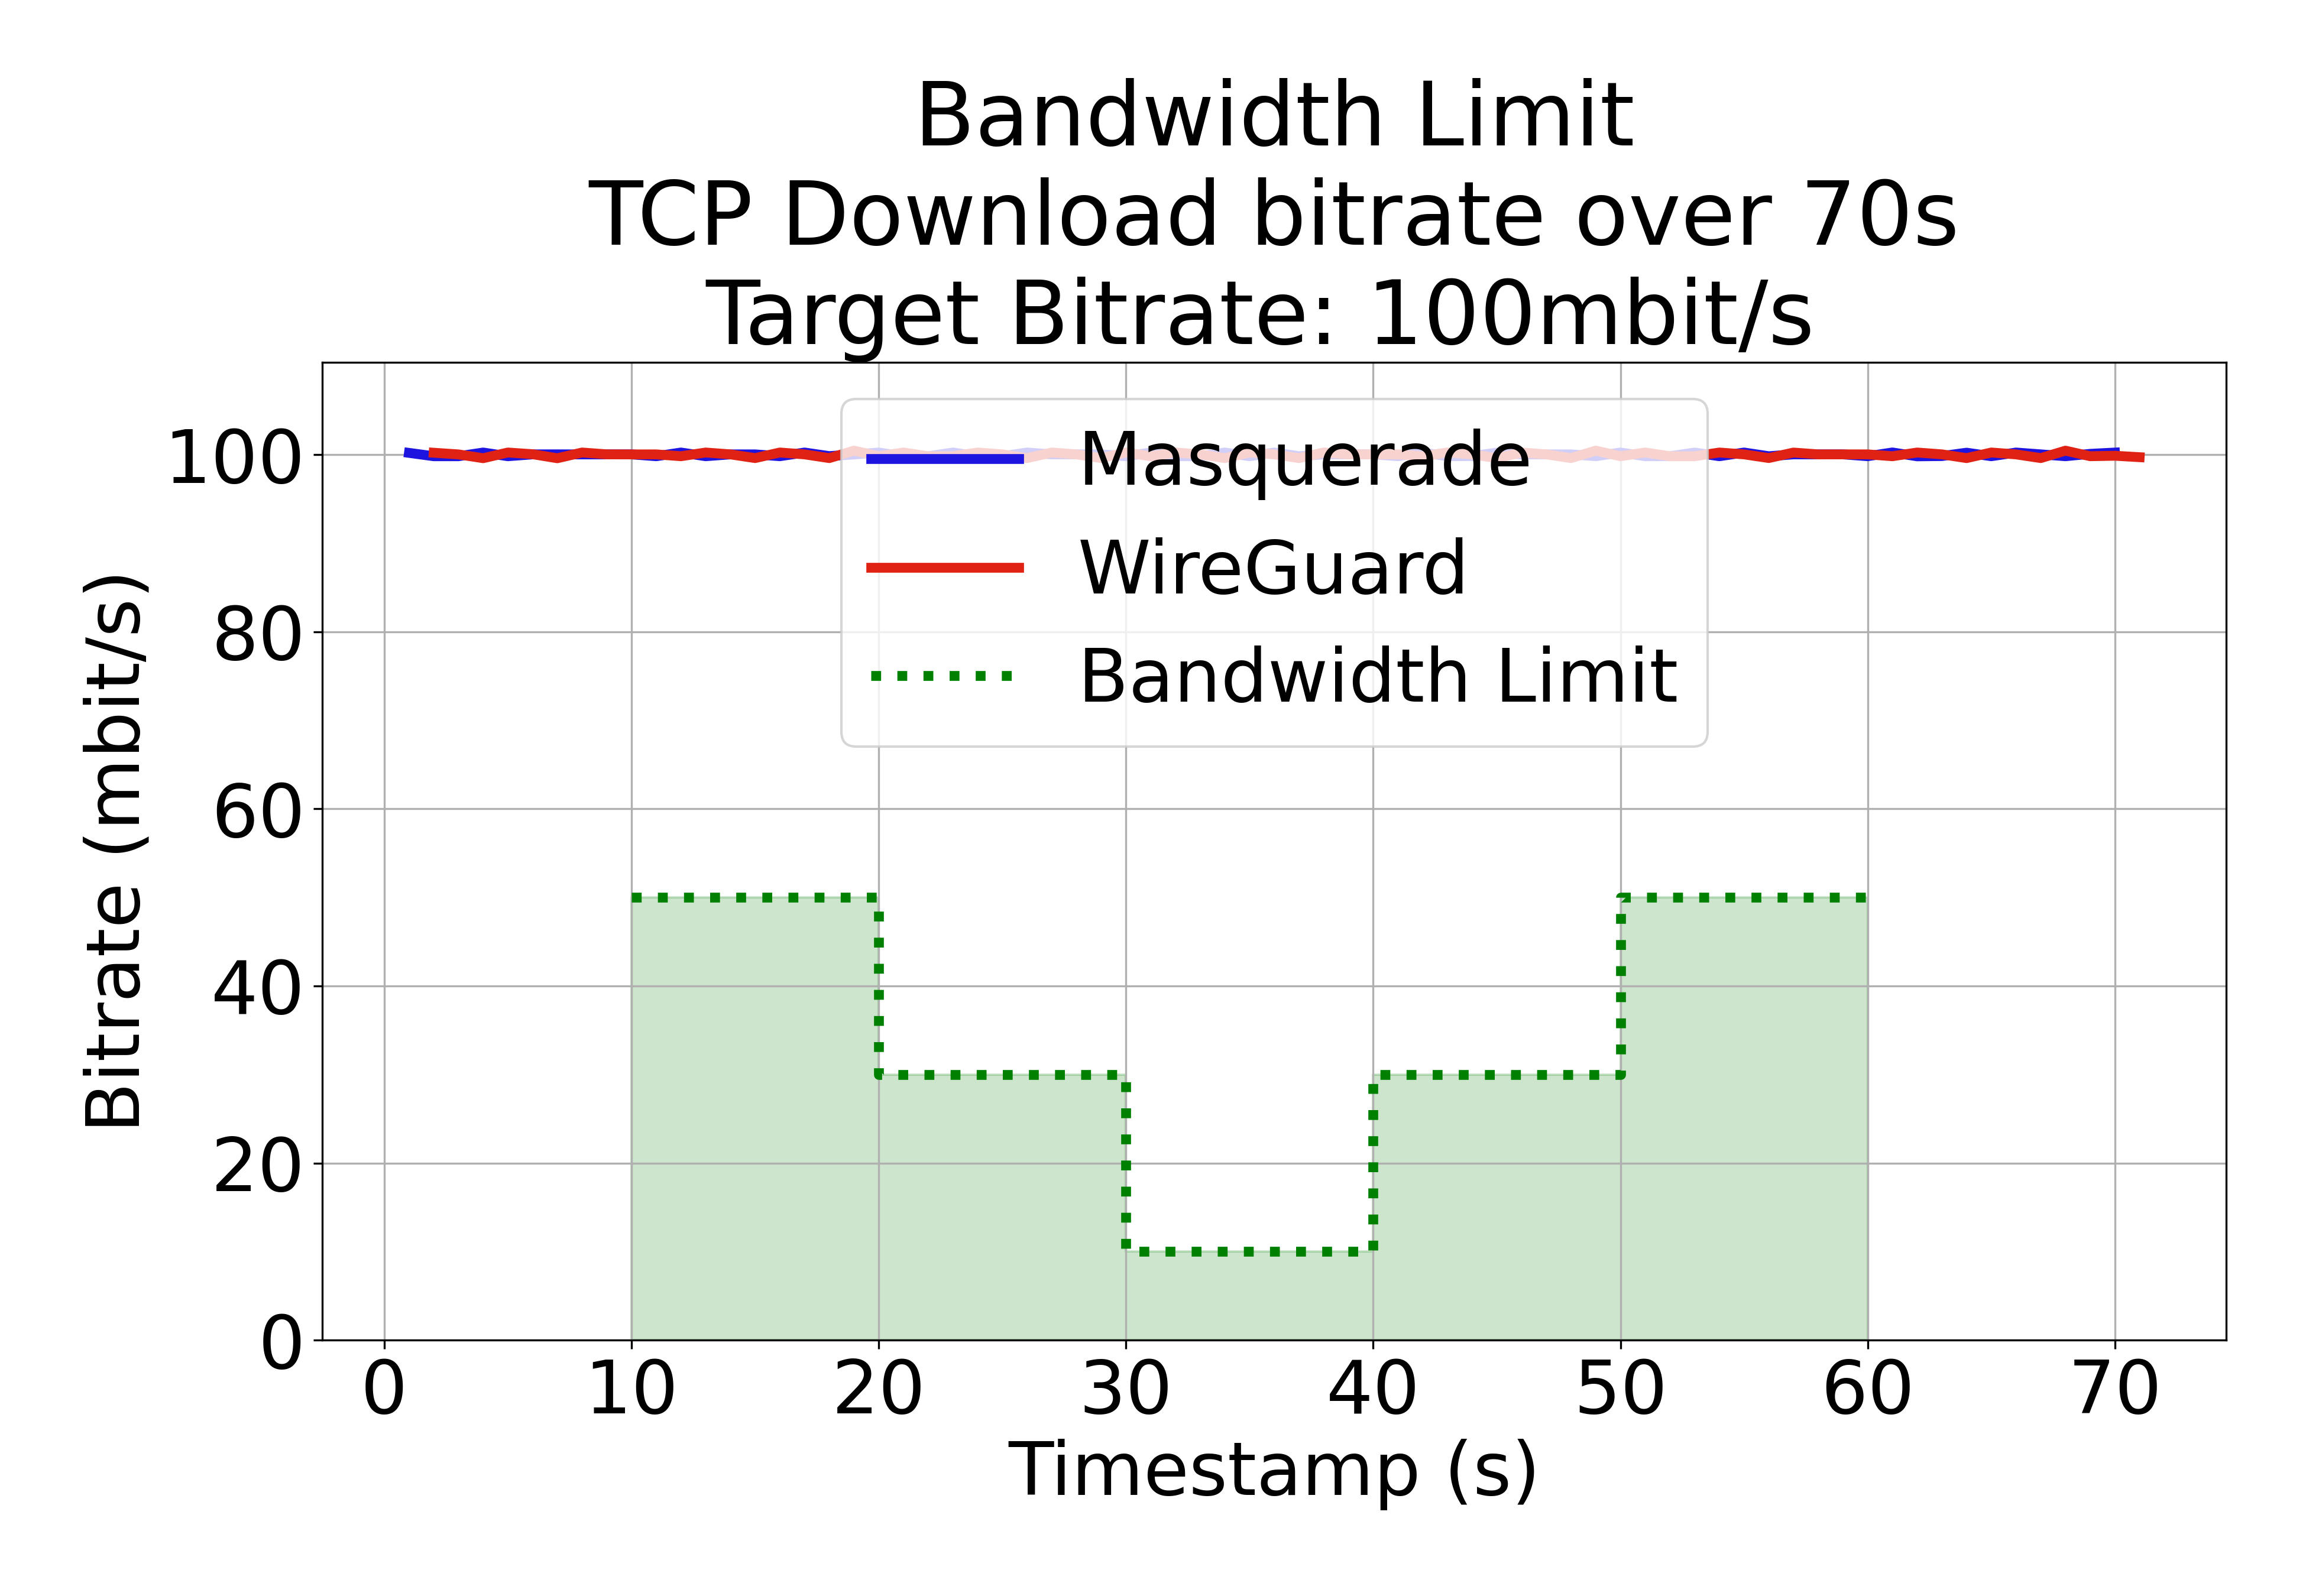 Bandwidth Limit
TCP Download bitrate over 70s
Target Bitrate: 100mbit/s
Bitrate (mbit/s)
100
80
60
40
20
0
Masquerade
WireGuard
Bandwidth Limit
0 10 20 30 40 50 60 70
Timestamp (s)